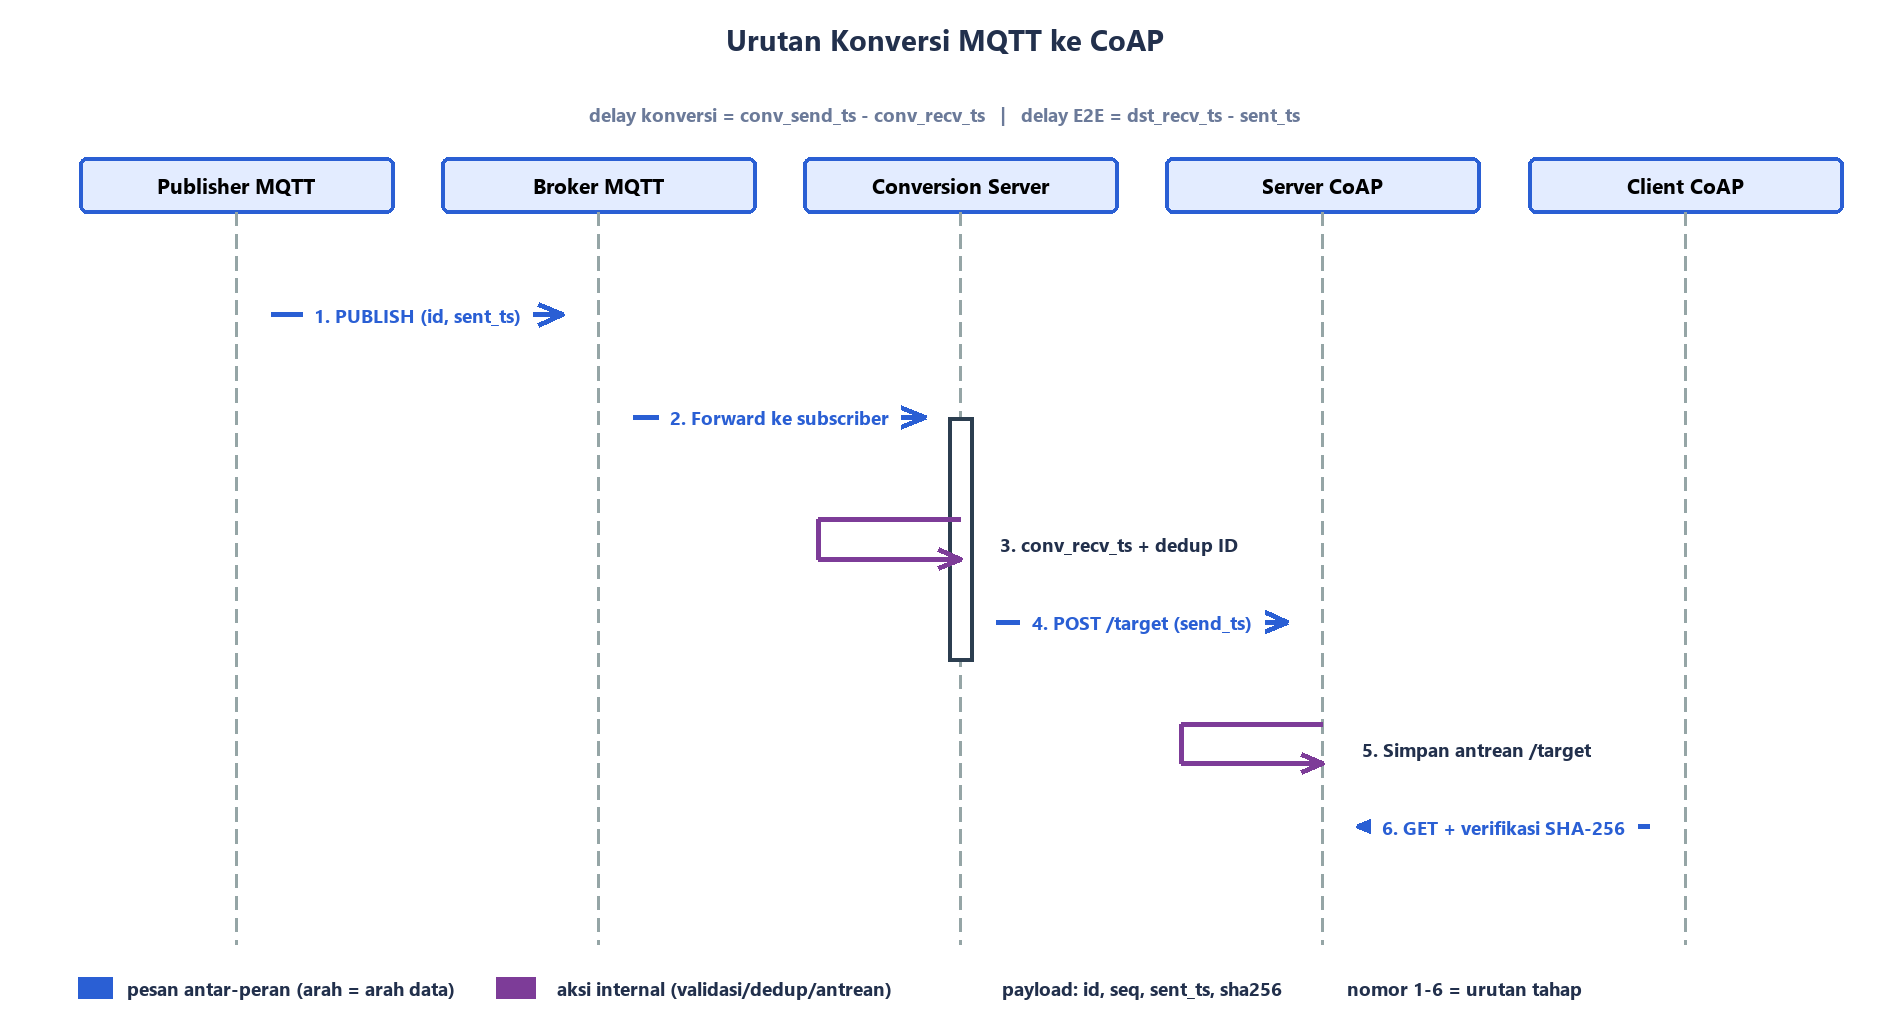 Urutan Konversi MQTT ke CoAP
delay konversi = conv_send_ts - conv_recv_ts | delay E2E = dst_recv_ts - sent_ts
Publisher MQTT
Broker MQTT
Conversion Server
Server CoAP
Client CoAP
1. PUBLISH (id, sent_ts)
2. Forward ke subscriber
3. conv_recv_ts + dedup ID
4. POST /target (send_ts)
5. Simpan antrean /target
6. GET + verifikasi SHA-256
pesan antar-peran (arah = arah data)
aksi internal (validasi/dedup/antrean)
payload: id, seq, sent_ts, sha256
nomor 1-6 = urutan tahap